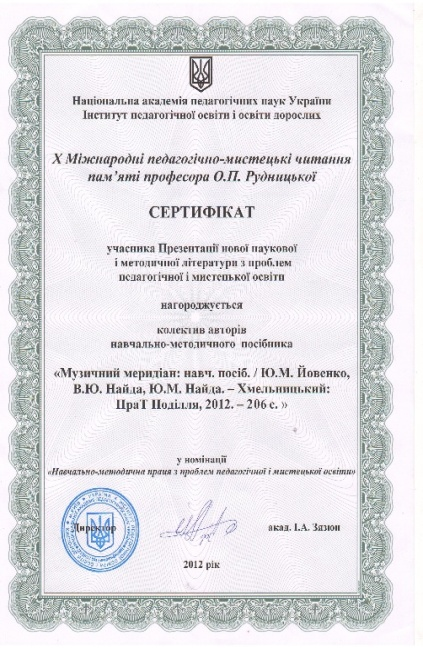 Національна академія педагогічних наук України
Інститут педагогічної освіти і освіти дорослих
X Міжнародні педагогічно-мистецькі читання
пам'яті професора О.П. Рудницької
СЕРТИФІКАТ
учасника Презентації нової наукової
і методичної літератури з проблем
педагогічної і мистецької освіти
нагороджується
колектив авторів
навчально-методичного посібника
«Музичний меридіан: навч. посіб. / Ю.М. Йовенко,
В.Ю. Найда, Ю.М. Найда. – Хмельницький:
ПраТ Поділля, 2012. – 206 с. »
у номінації
«Навчально-методична праця з проблем педагогічної і мистецької освіти»
Директор
акад. І.А. Зязюн
2012 рік